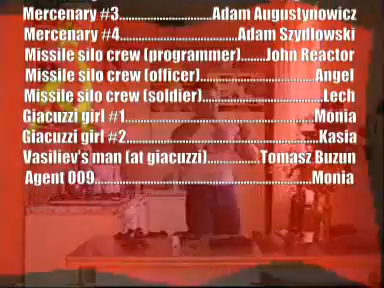 Mercenary #3............................Adam Augustynowicz
Mercenary #4...................................Adam Szydlowski
Missile silo crew (programmer).......John Reactor
Missile silo crew (officer)..................................Angel
Missile silo crew (soldier)....................................Lech
Giacuzzi girl #1.........................................................Monia
Giacuzzi girl #2..........................................................Kasia
Vasiliev's man (at giacuzzi)................Tomasz Buzun
Agent 009.................................................................Monia